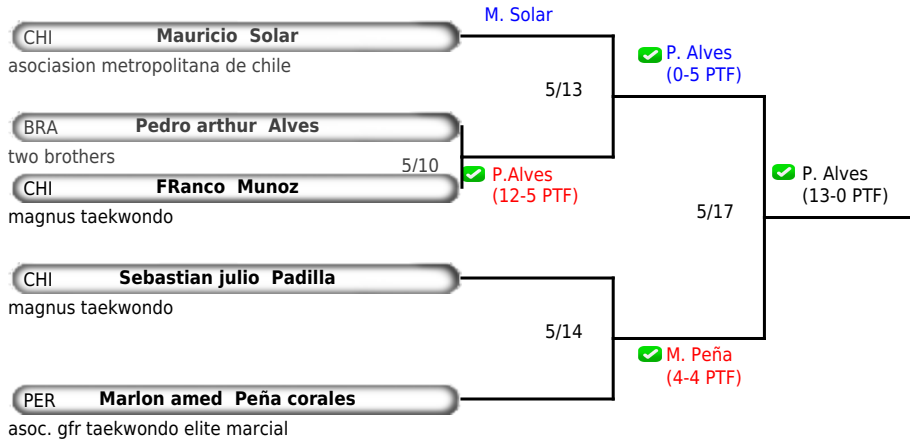 M. Solar
CHI Mauricio Solar
asociasion metropolitana de chile
P. Alves
(0-5 PTF)
5/13
BRA Pedro arthur Alves
two brothers
5/10
P.Alves
(12-5 PTF)
CHI FRanco Munoz
magnus taekwondo
P. Alves
(13-0 PTF)
5/17
CHI Sebastian julio Padilla
magnus taekwondo
5/14
M. Peña
(4-4 PTF)
PER Marlon amed Peña corales
asoc. gfr taekwondo elite marcial